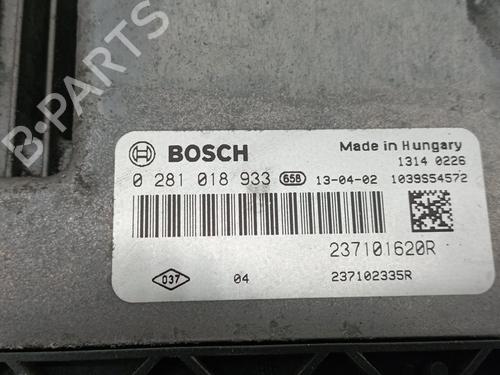 B-PARTS
BOSCH
Made in Hungary
1314 0226
0 281 018 933 658 13-04-02 1039S54572
237101620R
037 04 237102335R